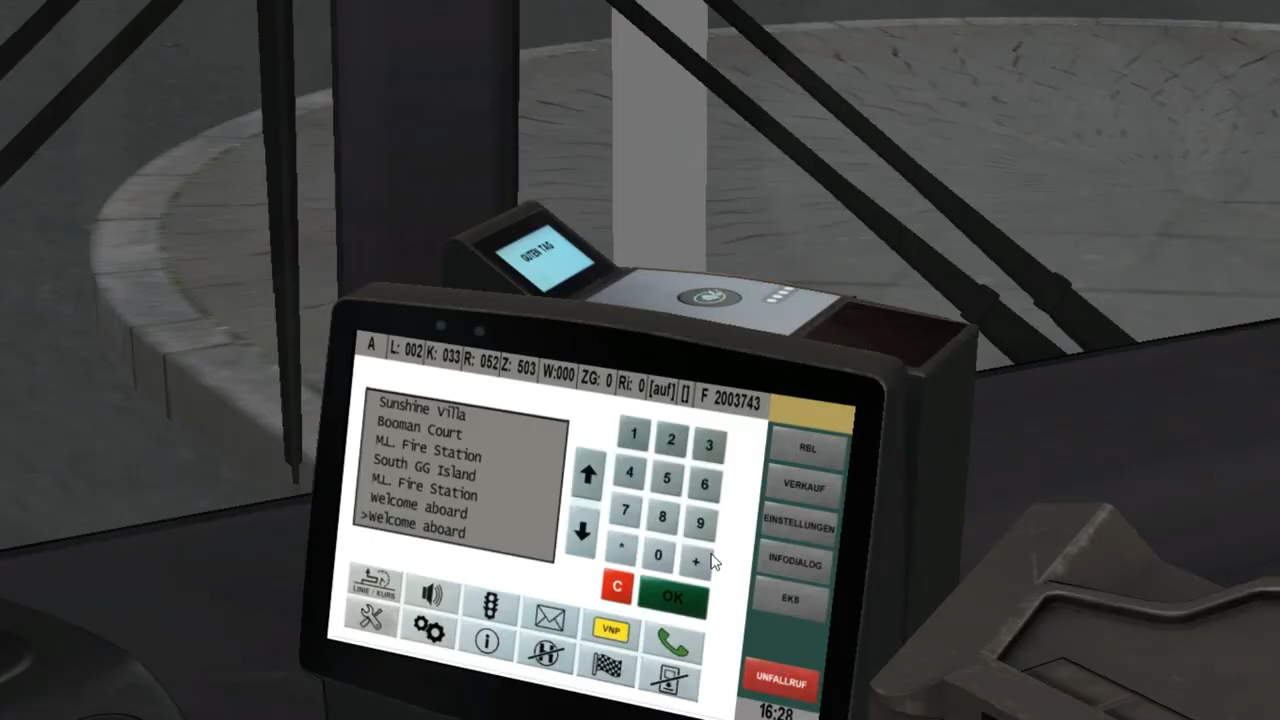 GUTEN TAG
A L: 002 K: 033 R: 052 Z: 503 W:000 ZG: 0 Ri: 0 [auf] [] F 2003743
Sunshine Villa
Booman Court
M.L. Fire Station
South GG Island
M.L. Fire Station
Welcome aboard
>Welcome aboard
1 2 3
4 5 6
7 8 9
* 0 +
C OK
RBL
VERKAUF
EINSTELLUNGEN
INFODIALOG
EKS
LINIE / KURS
VNP
UNFALLRUF
16:28